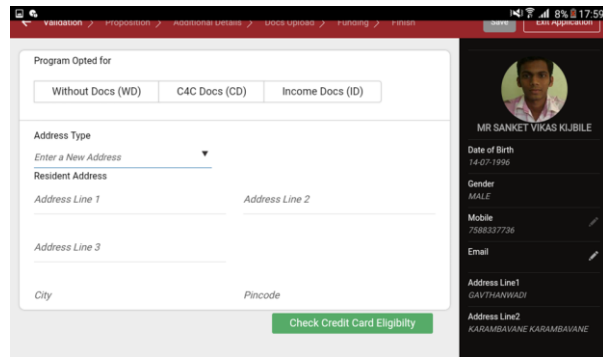 8% 17:59
Validation > Proposition > Additional Details > Docs Upload > Funding > Finish
Save
Exit Application
Program Opted for
Without Docs (WD)
C4C Docs (CD)
Income Docs (ID)
Address Type
Enter a New Address
Resident Address
Address Line 1
Address Line 2
Address Line 3
City
Pincode
Check Credit Card Eligibilty
MR SANKET VIKAS KIJBILE
Date of Birth
14-07-1996
Gender
MALE
Mobile
7588337736
Email
Address Line1
GAVTHANWADI
Address Line2
KARAMBAVANE KARAMBAVANE